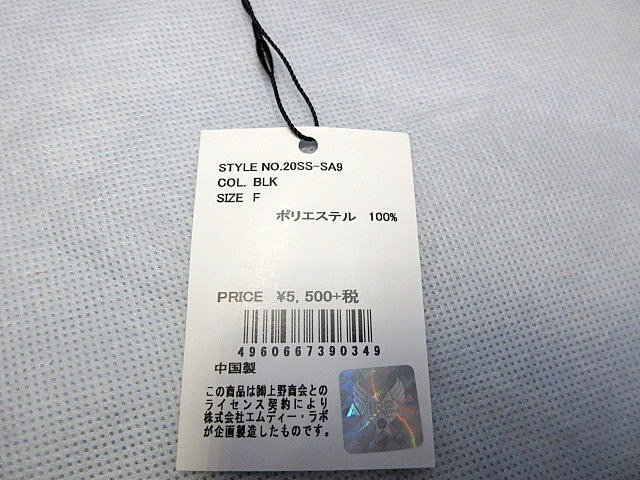 STYLE NO.20SS-SA9
COL. BLK
SIZE F
ポリエステル 100%
PRICE ¥5,500+税
4960667390349
中国製
この商品は㈱上野商会との
ライセンス契約により
株式会社エムディー・ラボ
が企画製造したものです。